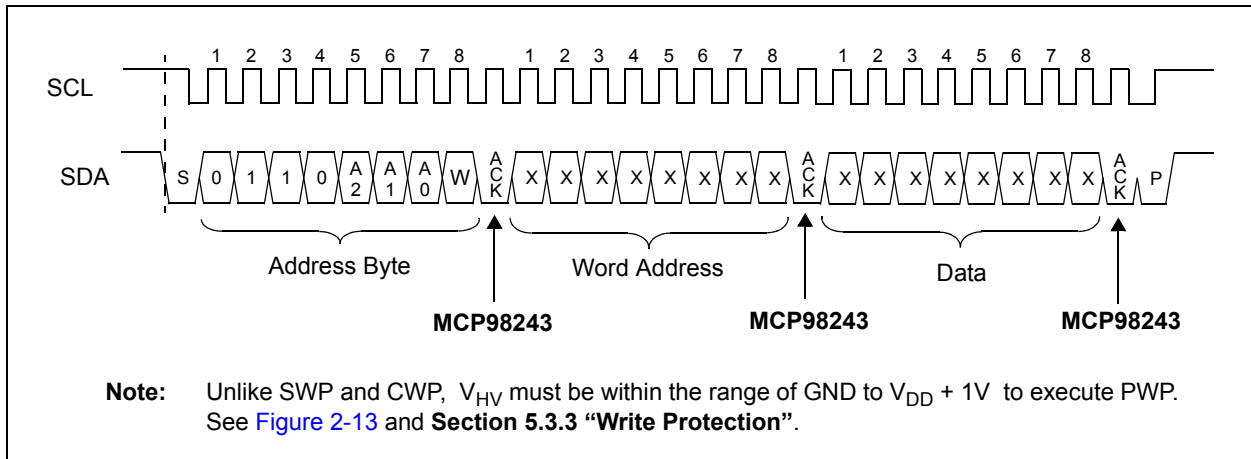 1 2 3 4 5 6 7 8 1 2 3 4 5 6 7 8 1 2 3 4 5 6 7 8
SCL
SDA S 0 1 1 0 A2 A1 A0 W ACK X X X X X X X X ACK X X X X X X X X ACK P
Address Byte Word Address Data
MCP98243 MCP98243 MCP98243
Note: Unlike SWP and CWP, VHV must be within the range of GND to VDD + 1V to execute PWP.
See Figure 2-13 and Section 5.3.3 “Write Protection”.